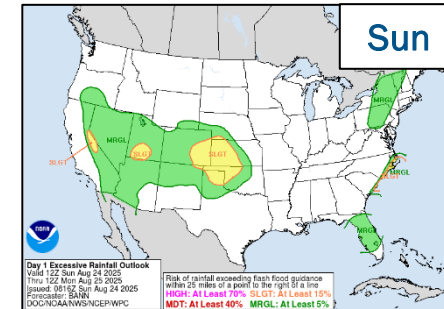 Sun
MRGL
MRGL
SLGT
SLGT
SLGT
MRGL
SLGT
MRGL
NOAA
Day 1 Excessive Rainfall Outlook
Valid 12Z Sun Aug 24 2025
Thru 12Z Mon Aug 25 2025
Issued: 0816Z Sun Aug 24 2025
Forecaster: BANN
DOC/NOAA/NWS/NCEP/WPC
Risk of rainfall exceeding flash flood guidance
within 25 miles of a point to the right of a line
HIGH: At Least 70% SLGT: At Least 15%
MDT: At Least 40% MRGL: At Least 5%